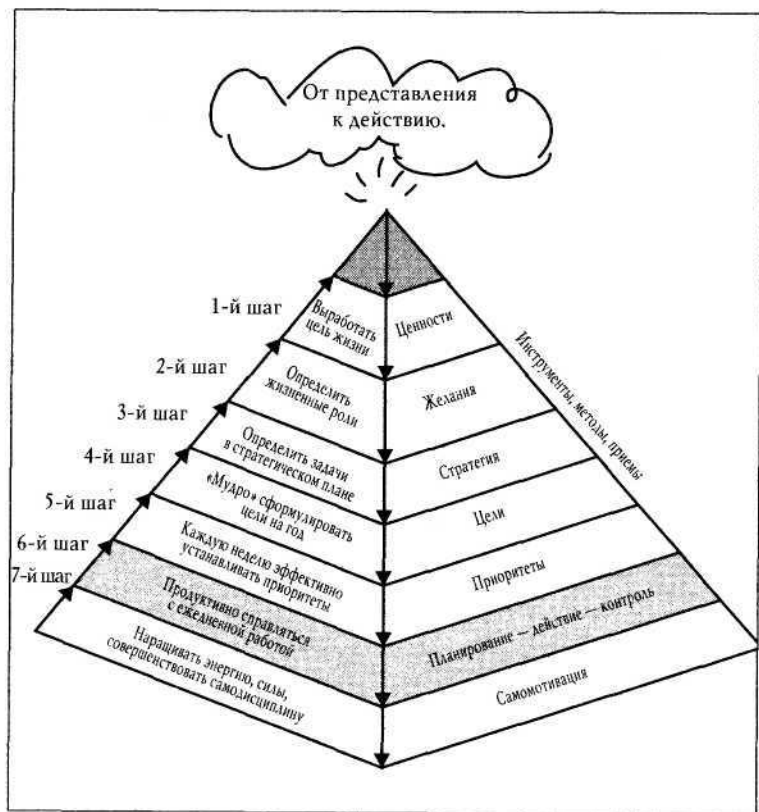 От представления
к действию.
1-й шаг
Выработать
цель жизни
Ценности
2-й шаг
Определить
жизненные роли
Желания
3-й шаг
Определить задачи
в стратегическом плане
Стратегия
4-й шаг
«Мудро» сформулировать
цели на год
Цели
5-й шаг
Каждую неделю эффективно
устанавливать приоритеты
Приоритеты
6-й шаг
Продуктивно справляться
с ежедневной работой
Планирование — действие — контроль
7-й шаг
Наращивать энергию, силы,
совершенствовать самодисциплину
Самомотивация
Инструменты, методы, приемы